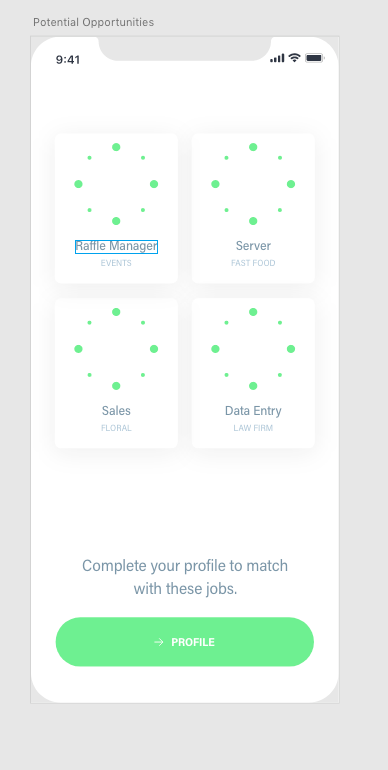 Potential Opportunities
9:41
Raffle Manager
EVENTS
Server
FAST FOOD
Sales
FLORAL
Data Entry
LAW FIRM
Complete your profile to match
with these jobs.
→ PROFILE